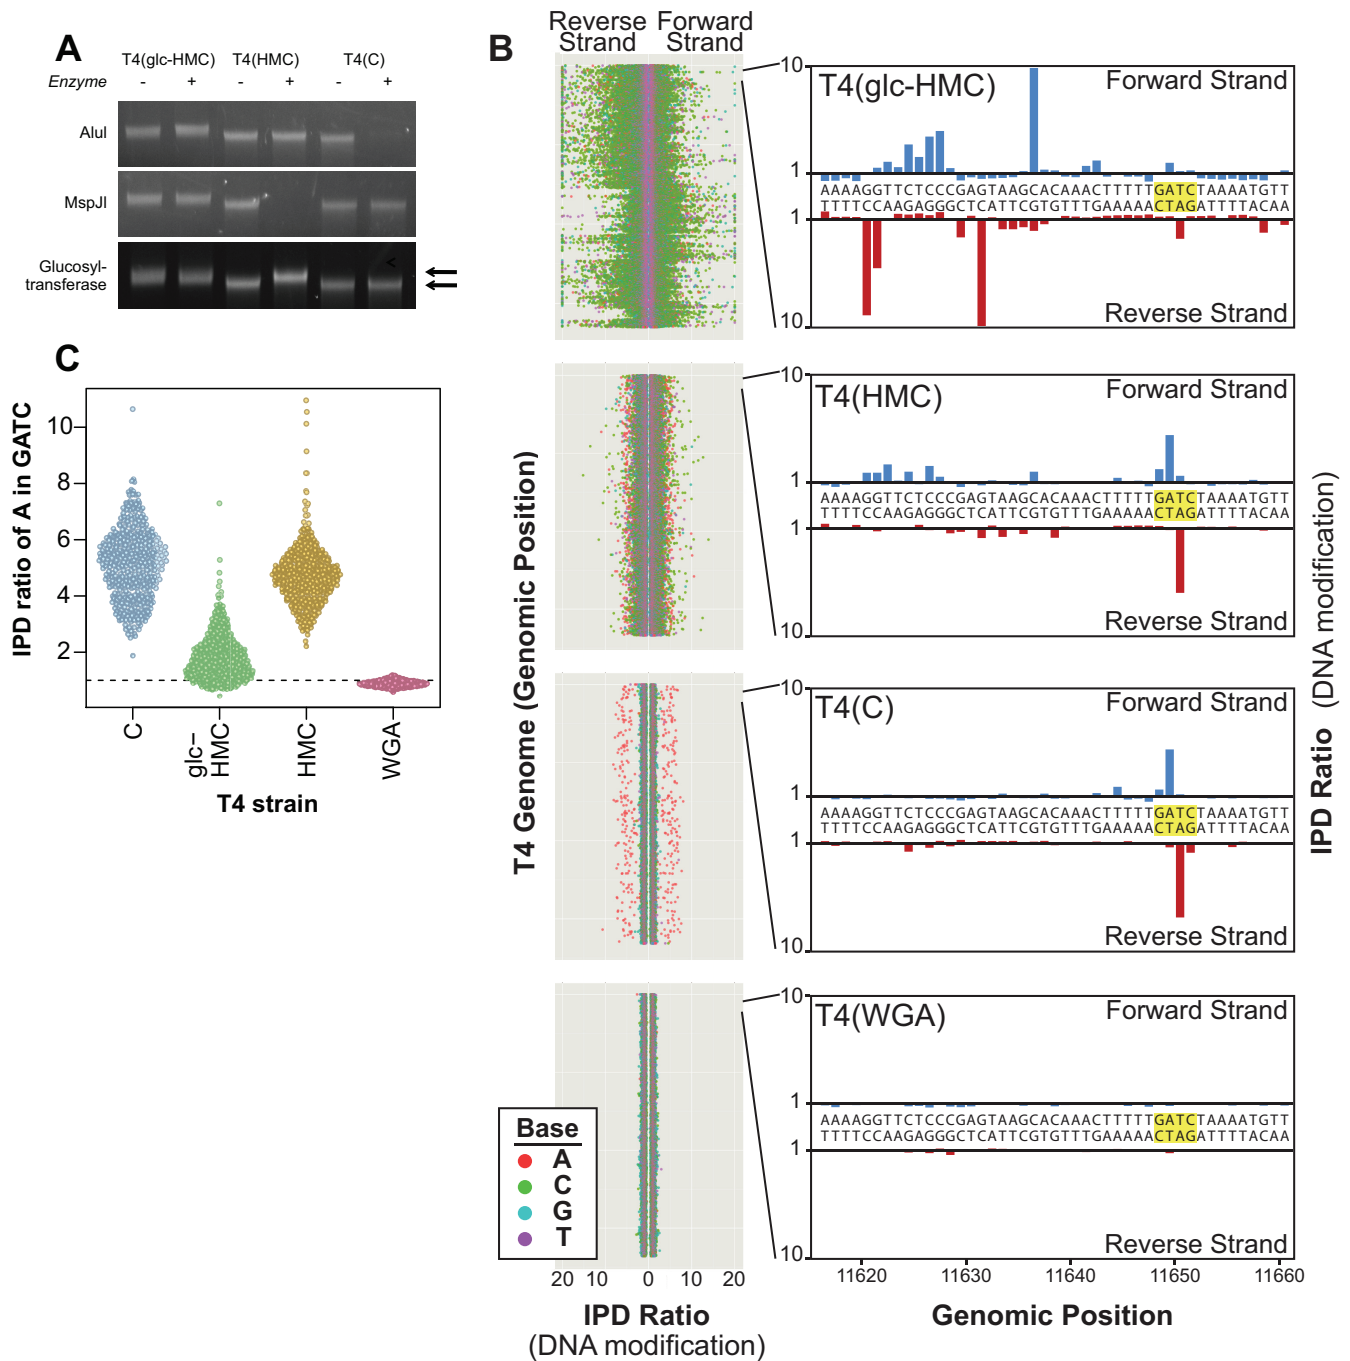 A
T4(glc-HMC) T4(HMC) T4(C)
Enzyme - + - + - +
AluI
MspJI
Glucosyl-
transferase
<
B
Reverse Strand
Forward Strand
10
T4(glc-HMC)
Forward Strand
1
AAAAGGTTCTCCCGAGTAAGCACAAACTTTTTGATCTAAAATGTT
TTTTCCAAGAGGGCTCATTCGTGTTTGAAAAACTAGATTTTACAA
1
10
Reverse Strand
10
T4(HMC)
Forward Strand
1
AAAAGGTTCTCCCGAGTAAGCACAAACTTTTTGATCTAAAATGTT
TTTTCCAAGAGGGCTCATTCGTGTTTGAAAAACTAGATTTTACAA
1
10
Reverse Strand
10
T4(C)
Forward Strand
1
AAAAGGTTCTCCCGAGTAAGCACAAACTTTTTGATCTAAAATGTT
TTTTCCAAGAGGGCTCATTCGTGTTTGAAAAACTAGATTTTACAA
1
10
Reverse Strand
10
T4(WGA)
Forward Strand
1
AAAAGGTTCTCCCGAGTAAGCACAAACTTTTTGATCTAAAATGTT
TTTTCCAAGAGGGCTCATTCGTGTTTGAAAAACTAGATTTTACAA
1
10
Reverse Strand
11620 11630 11640 11650 11660
Genomic Position
IPD Ratio (DNA modification)
T4 Genome (Genomic Position)
Base
A
C
G
T
20 10 0 10 20
IPD Ratio
(DNA modification)
C
IPD ratio of A in GATC
10
8
6
4
2
C
glc–
HMC
HMC
WGA
T4 strain